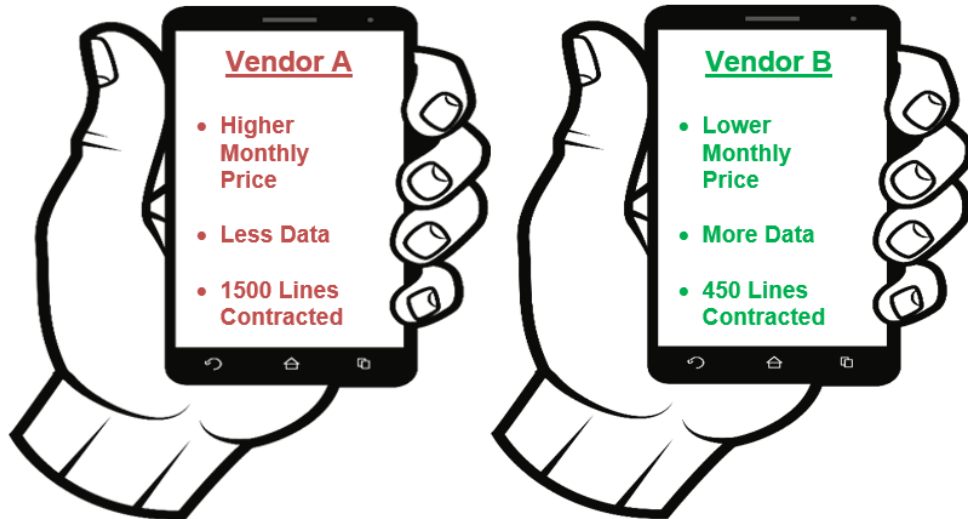 Vendor A
• Higher
Monthly
Price
• Less Data
• 1500 Lines
Contracted
Vendor B
• Lower
Monthly
Price
• More Data
• 450 Lines
Contracted